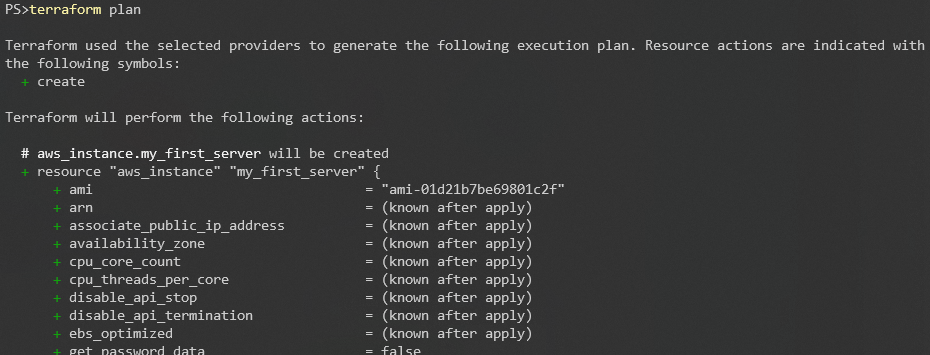 PS>terraform plan
Terraform used the selected providers to generate the following execution plan. Resource actions are indicated with
the following symbols:
+ create
Terraform will perform the following actions:
# aws_instance.my_first_server will be created
+ resource "aws_instance" "my_first_server" {
+ ami = "ami-01d21b7be69801c2f"
+ arn = (known after apply)
+ associate_public_ip_address = (known after apply)
+ availability_zone = (known after apply)
+ cpu_core_count = (known after apply)
+ cpu_threads_per_core = (known after apply)
+ disable_api_stop = (known after apply)
+ disable_api_termination = (known after apply)
+ ebs_optimized = (known after apply)
+ get_password_data = false